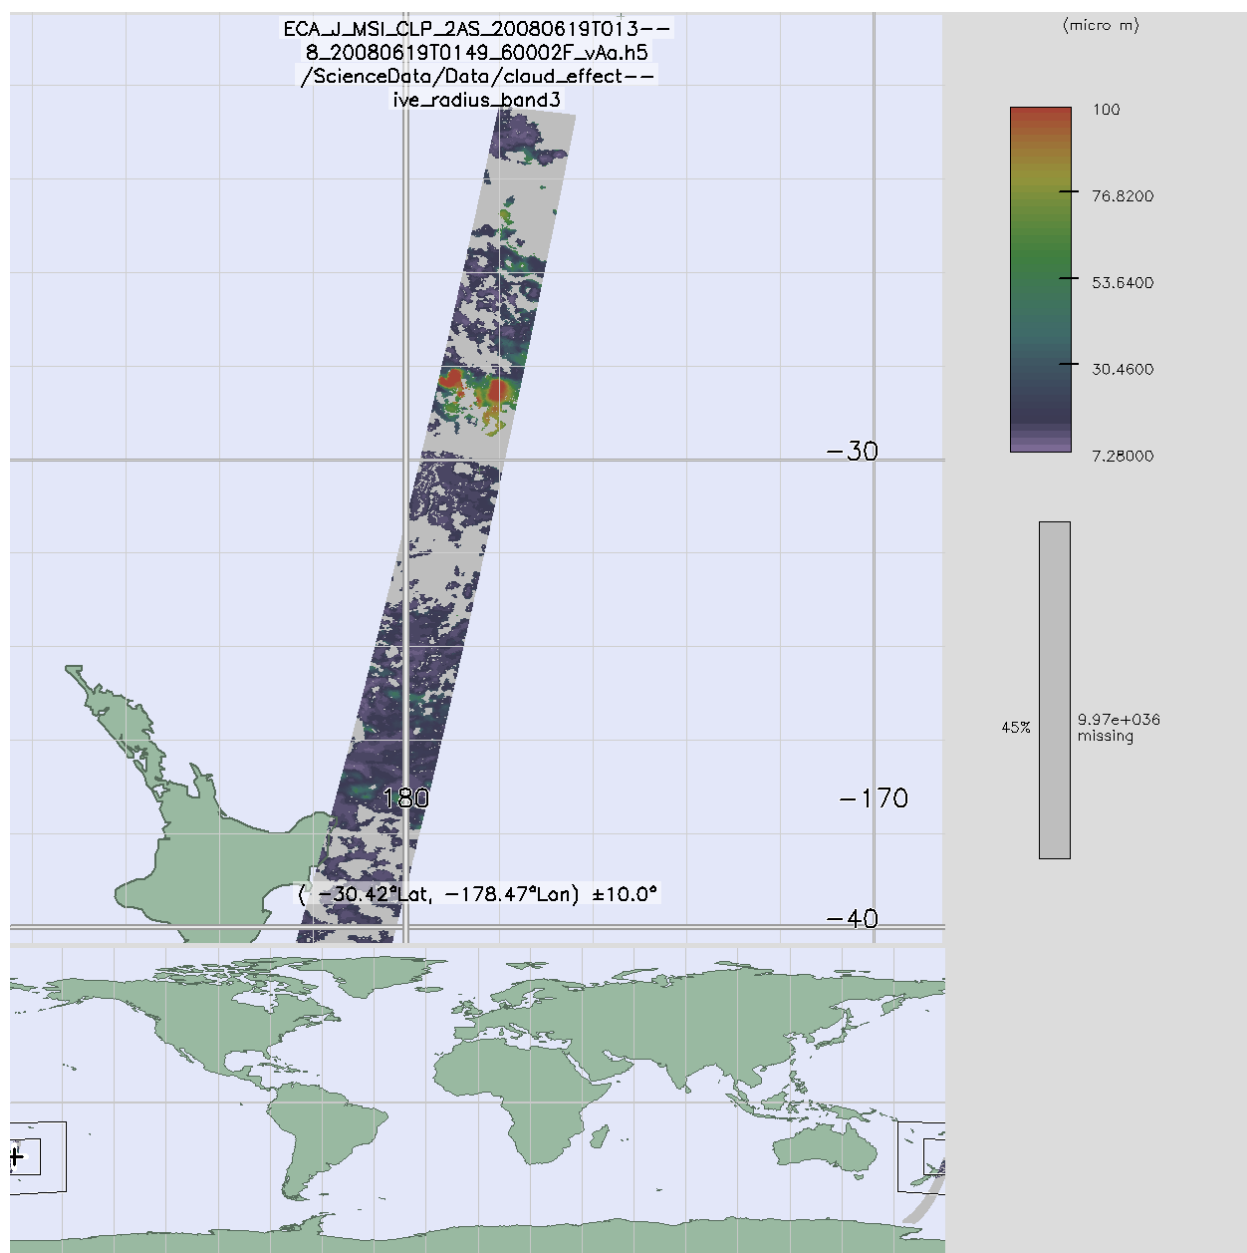 ECA_J_MSI_CLP_2AS_20080619T013--
8_20080619T0149_60002F_vAa.h5
/ScienceData/Data/claud_effect--
ive_radius_band3
(micro m)
100
76.8200
53.6400
30.4600
7.28000
-30
180
-170
( -30.42°Lat, -178.47°Lon) ±10.0°
-40
45%
9.97e+036
missing